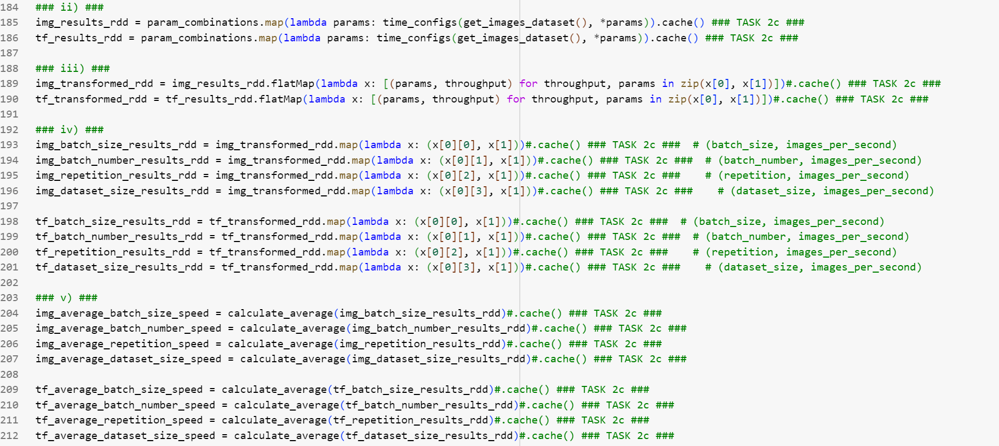 184 ### ii) ###
185 img_results_rdd = param_combinations.map(lambda params: time_configs(get_images_dataset(), *params)).cache() ### TASK 2c ###
186 tf_results_rdd = param_combinations.map(lambda params: time_configs(get_images_dataset(), *params)).cache() ### TASK 2c ###
187
188 ### iii) ###
189 img_transformed_rdd = img_results_rdd.flatMap(lambda x: [(params, throughput) for throughput, params in zip(x[0], x[1])])#.cache() ### TASK 2c ###
190 tf_transformed_rdd = tf_results_rdd.flatMap(lambda x: [(params, throughput) for throughput, params in zip(x[0], x[1])])#.cache() ### TASK 2c ###
191
192 ### iv) ###
193 img_batch_size_results_rdd = img_transformed_rdd.map(lambda x: (x[0][0], x[1]))#.cache() ### TASK 2c ###  # (batch_size, images_per_second)
194 img_batch_number_results_rdd = img_transformed_rdd.map(lambda x: (x[0][1], x[1]))#.cache() ### TASK 2c ###  # (batch_number, images_per_second)
195 img_repetition_results_rdd = img_transformed_rdd.map(lambda x: (x[0][2], x[1]))#.cache() ### TASK 2c ###    # (repetition, images_per_second)
196 img_dataset_size_results_rdd = img_transformed_rdd.map(lambda x: (x[0][3], x[1]))#.cache() ### TASK 2c ###    # (dataset_size, images_per_second)
197
198 tf_batch_size_results_rdd = tf_transformed_rdd.map(lambda x: (x[0][0], x[1]))#.cache() ### TASK 2c ###  # (batch_size, images_per_second)
199 tf_batch_number_results_rdd = tf_transformed_rdd.map(lambda x: (x[0][1], x[1]))#.cache() ### TASK 2c ###  # (batch_number, images_per_second)
200 tf_repetition_results_rdd = tf_transformed_rdd.map(lambda x: (x[0][2], x[1]))#.cache() ### TASK 2c ###    # (repetition, images_per_second)
201 tf_dataset_size_results_rdd = tf_transformed_rdd.map(lambda x: (x[0][3], x[1]))#.cache() ### TASK 2c ###    # (dataset_size, images_per_second)
202
203 ### v) ###
204 img_average_batch_size_speed = calculate_average(img_batch_size_results_rdd)#.cache() ### TASK 2c ###
205 img_average_batch_number_speed = calculate_average(img_batch_number_results_rdd)#.cache() ### TASK 2c ###
206 img_average_repetition_speed = calculate_average(img_repetition_results_rdd)#.cache() ### TASK 2c ###
207 img_average_dataset_size_speed = calculate_average(img_dataset_size_results_rdd)#.cache() ### TASK 2c ###
208
209 tf_average_batch_size_speed = calculate_average(tf_batch_size_results_rdd)#.cache() ### TASK 2c ###
210 tf_average_batch_number_speed = calculate_average(tf_batch_number_results_rdd)#.cache() ### TASK 2c ###
211 tf_average_repetition_speed = calculate_average(tf_repetition_results_rdd)#.cache() ### TASK 2c ###
212 tf_average_dataset_size_speed = calculate_average(tf_dataset_size_results_rdd)#.cache() ### TASK 2c ###